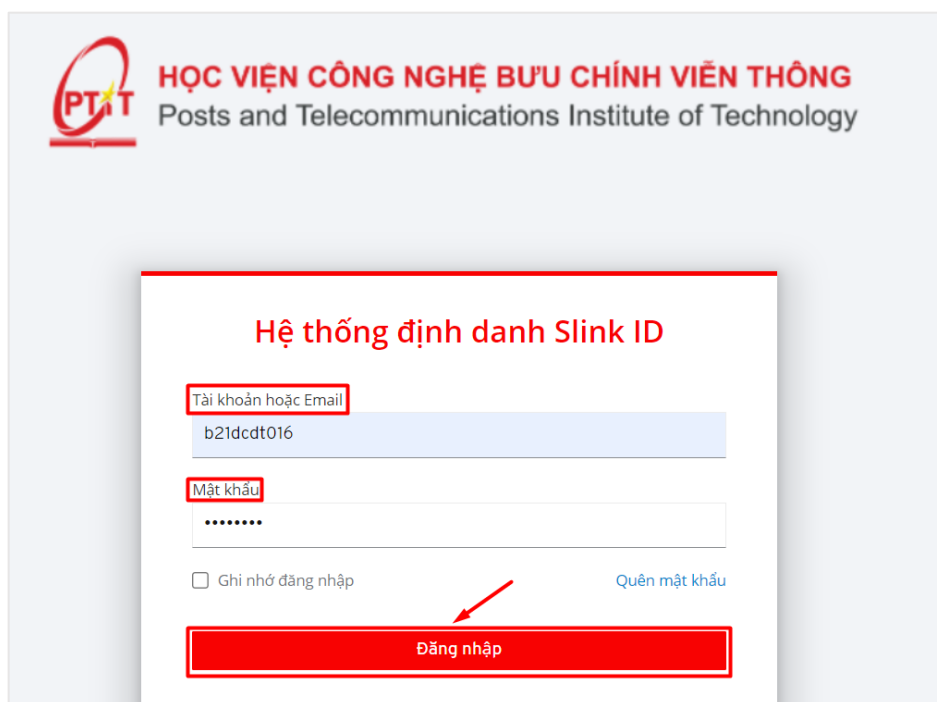 PTIT
HỌC VIỆN CÔNG NGHỆ BƯU CHÍNH VIỄN THÔNG
Posts and Telecommunications Institute of Technology
Hệ thống định danh Slink ID
Tài khoản hoặc Email
b21dcdt016
Mật khẩu
••••••••
Ghi nhớ đăng nhập
Quên mật khẩu
Đăng nhập